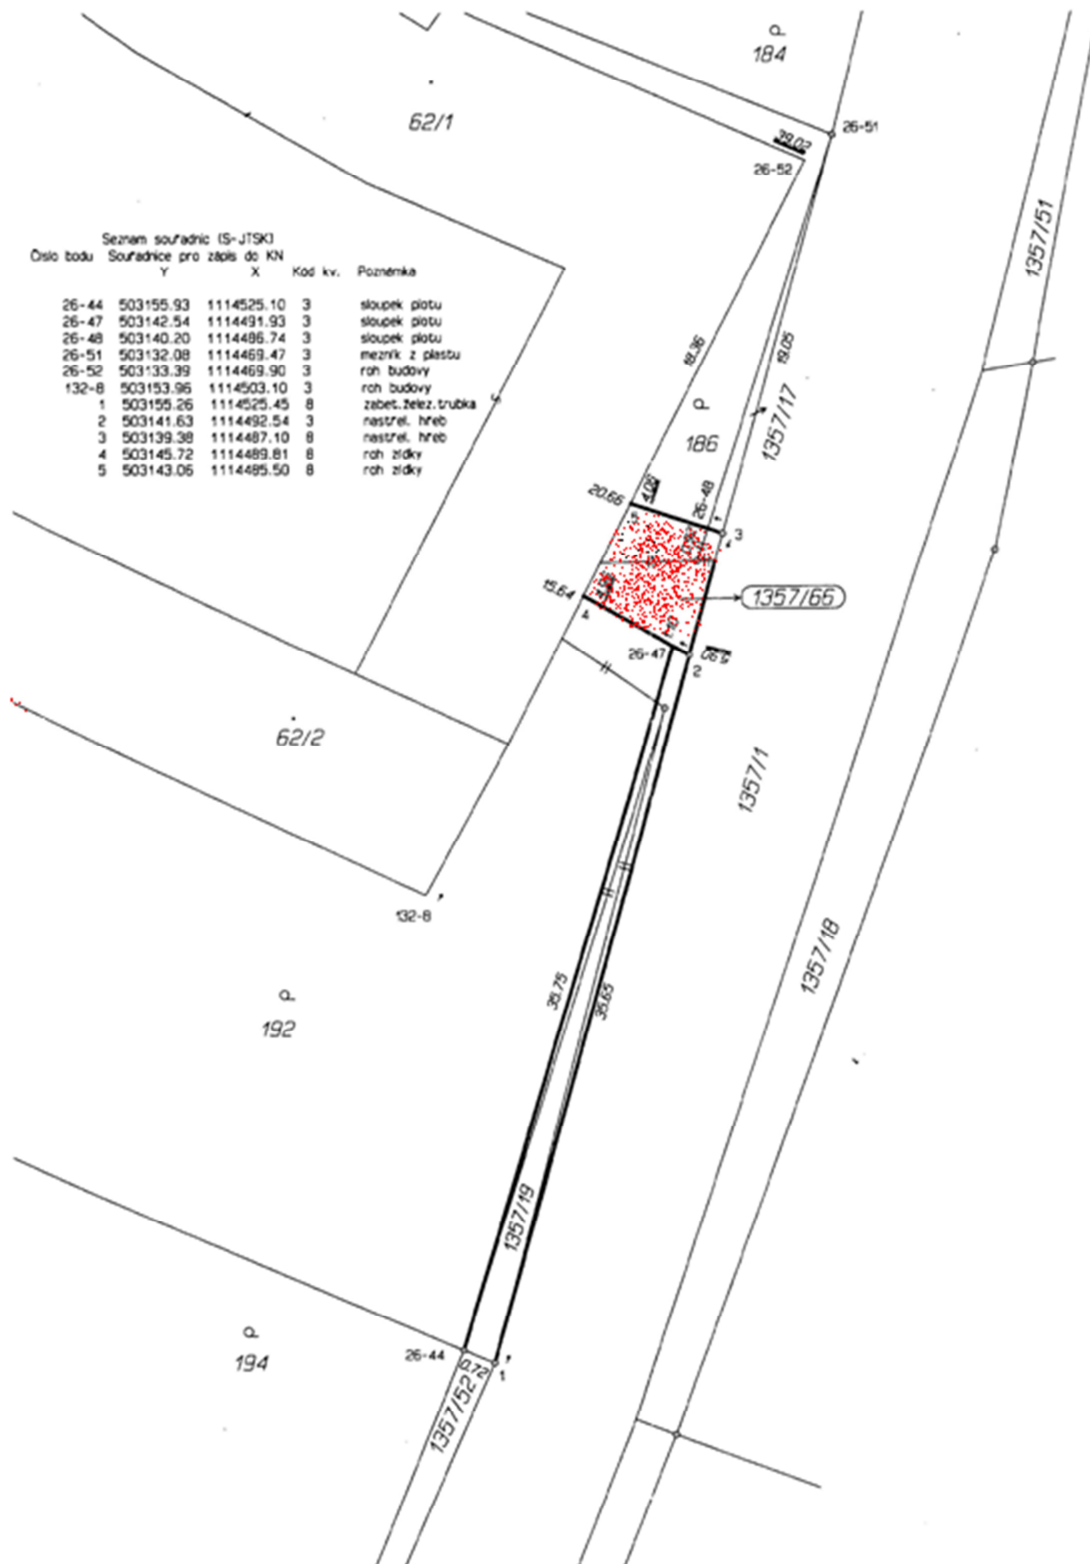 184
26-51
62/1
39.02
26-52
1357/51
Seznam souřadnic (S-JTSK)
Číslo bodu Souřadnice pro zápis do KN
Y X Kód kv. Poznámka
26-44 503155.93 1114525.10 3 sloupek plotu
26-47 503142.54 1114491.93 3 sloupek plotu
26-48 503140.20 1114486.74 3 sloupek plotu
26-51 503132.08 1114469.47 3 mezník z plastu
26-52 503133.39 1114469.90 3 roh budovy
132-8 503153.96 1114503.10 3 roh budovy
1 503155.26 1114525.45 8 zabet.želez.trubka
2 503141.63 1114492.54 3 nastřel. hřeb
3 503139.38 1114487.10 8 nastřel. hřeb
4 503145.72 1114489.81 8 roh zídky
5 503143.06 1114485.50 8 roh zídky
18.36
19.05
1357/17
186
20.66
26-48
3
15.64
4
1357/66
26-47
5.90
2
62/2
1357/1
132-8
1357/18
35.75
35.65
192
1357/19
26-44
0.72
1
194
1357/52